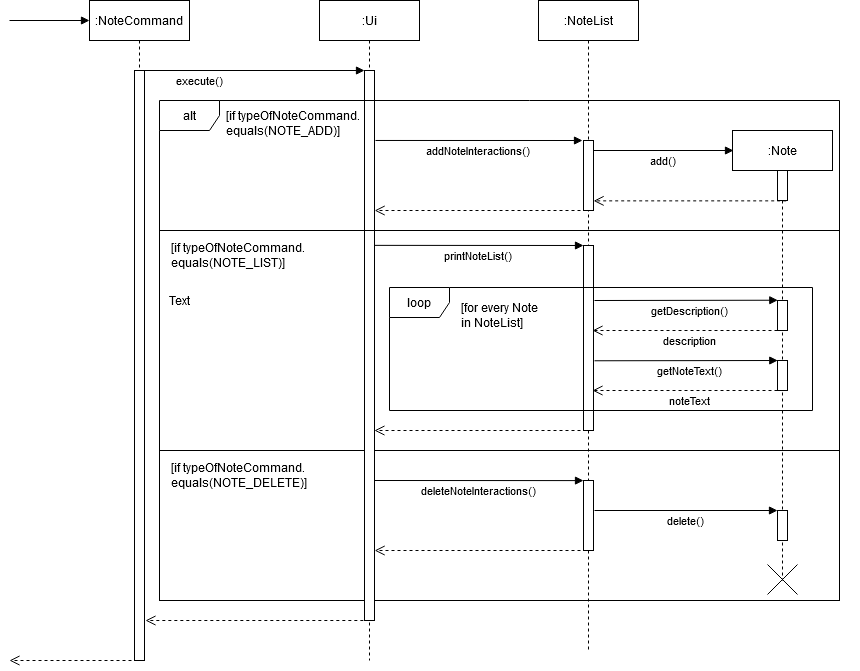 :NoteCommand
:Ui
:NoteList
execute()
alt
[if typeOfNoteCommand.
equals(NOTE_ADD)]
addNoteInteractions()
:Note
add()
[if typeOfNoteCommand.
equals(NOTE_LIST)]
printNoteList()
Text
loop
[for every Note
in NoteList]
getDescription()
description
getNoteText()
noteText
[if typeOfNoteCommand.
equals(NOTE_DELETE)]
deleteNoteInteractions()
delete()